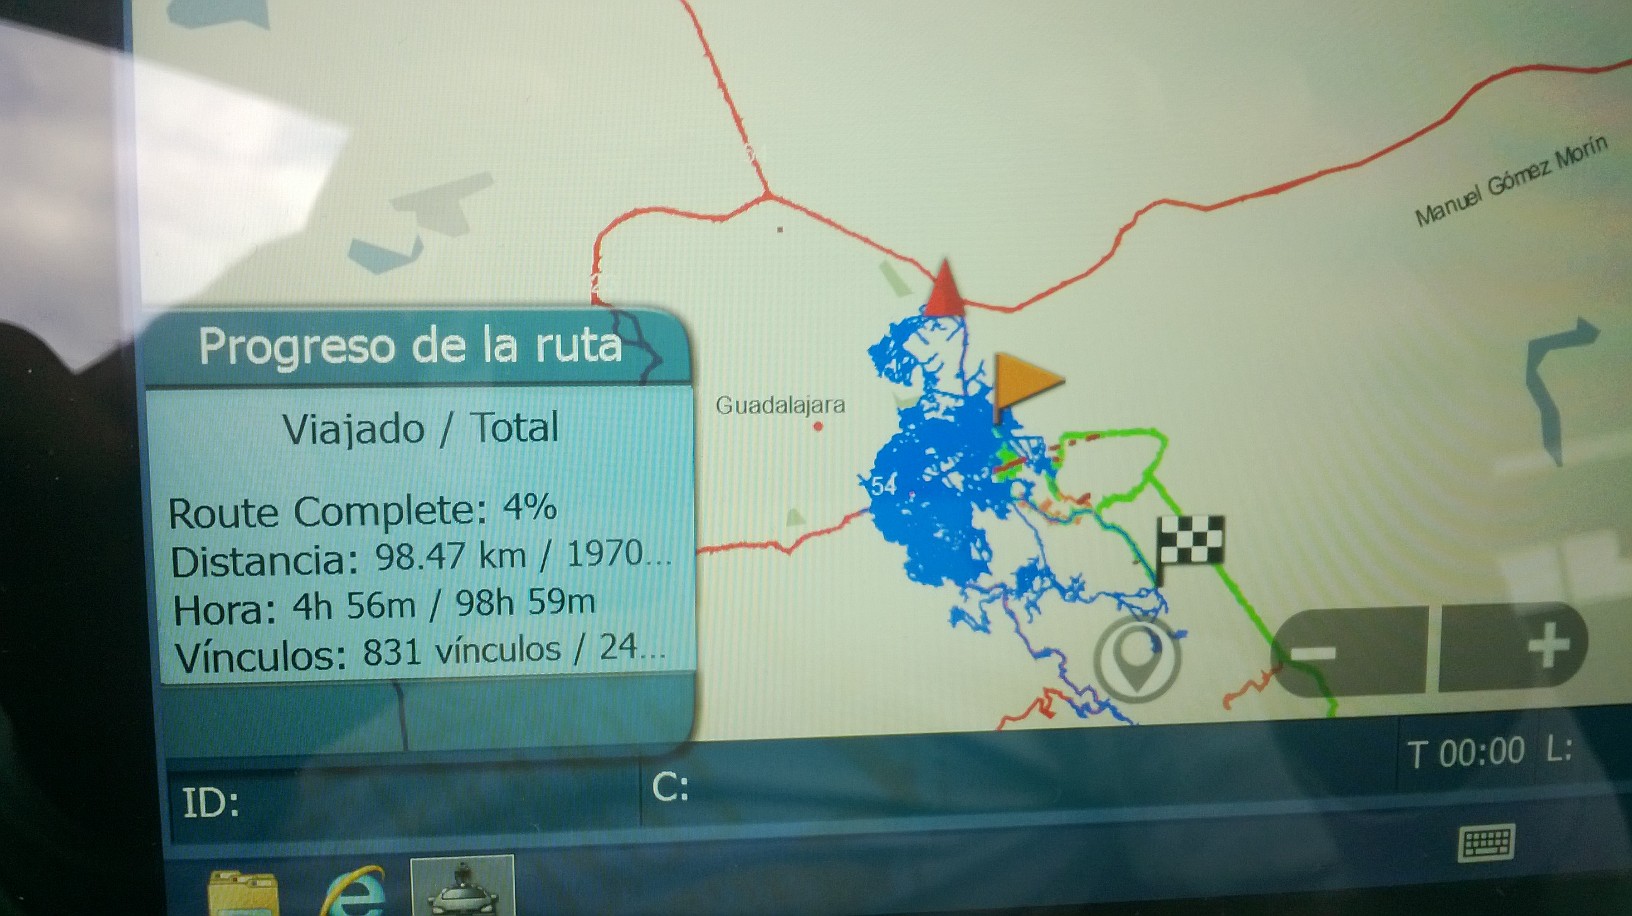 Manuel Gómez Morín
Progreso de la ruta
Viajado / Total
Guadalajara
54
Route Complete: 4%
Distancia: 98.47 km / 1970...
Hora: 4h 56m / 98h 59m
Vínculos: 831 vínculos / 24...
T 00:00 L:
ID:
C: